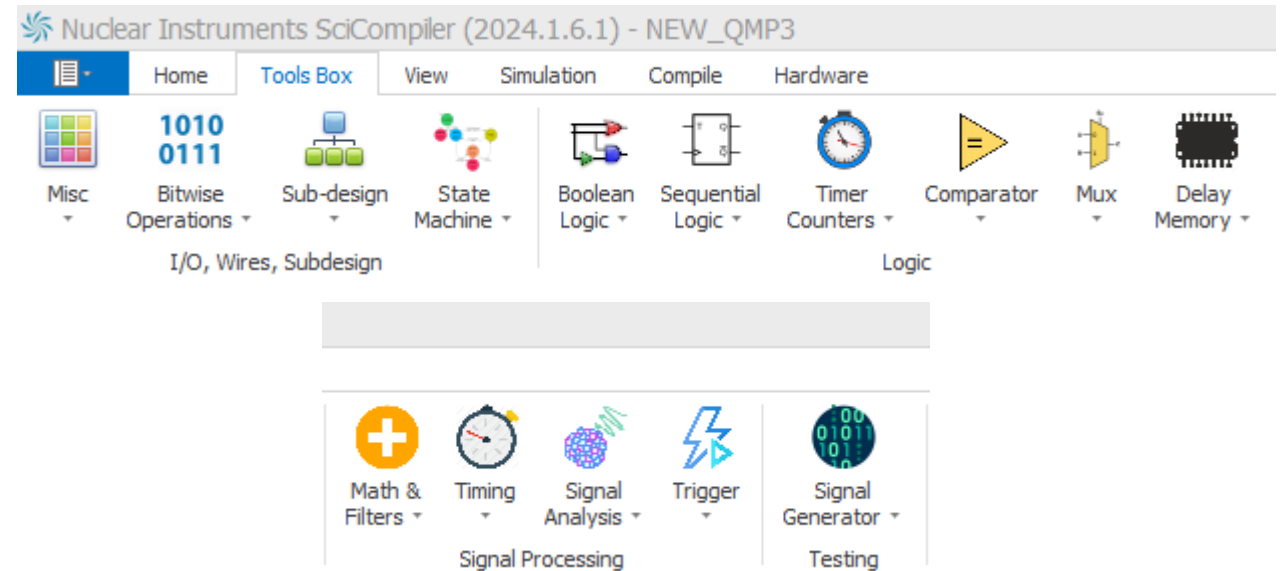 Nuclear Instruments SciCompiler (2024.1.6.1) - NEW_QMP3
Home Tools Box View Simulation Compile Hardware
1010
0111
Misc Bitwise Sub-design State Boolean Sequential Timer Comparator Mux Delay
Operations Machine Logic Logic Counters Memory
I/O, Wires, Subdesign Logic
Math & Timing Signal Trigger Signal
Filters Analysis Generator
Signal Processing Testing